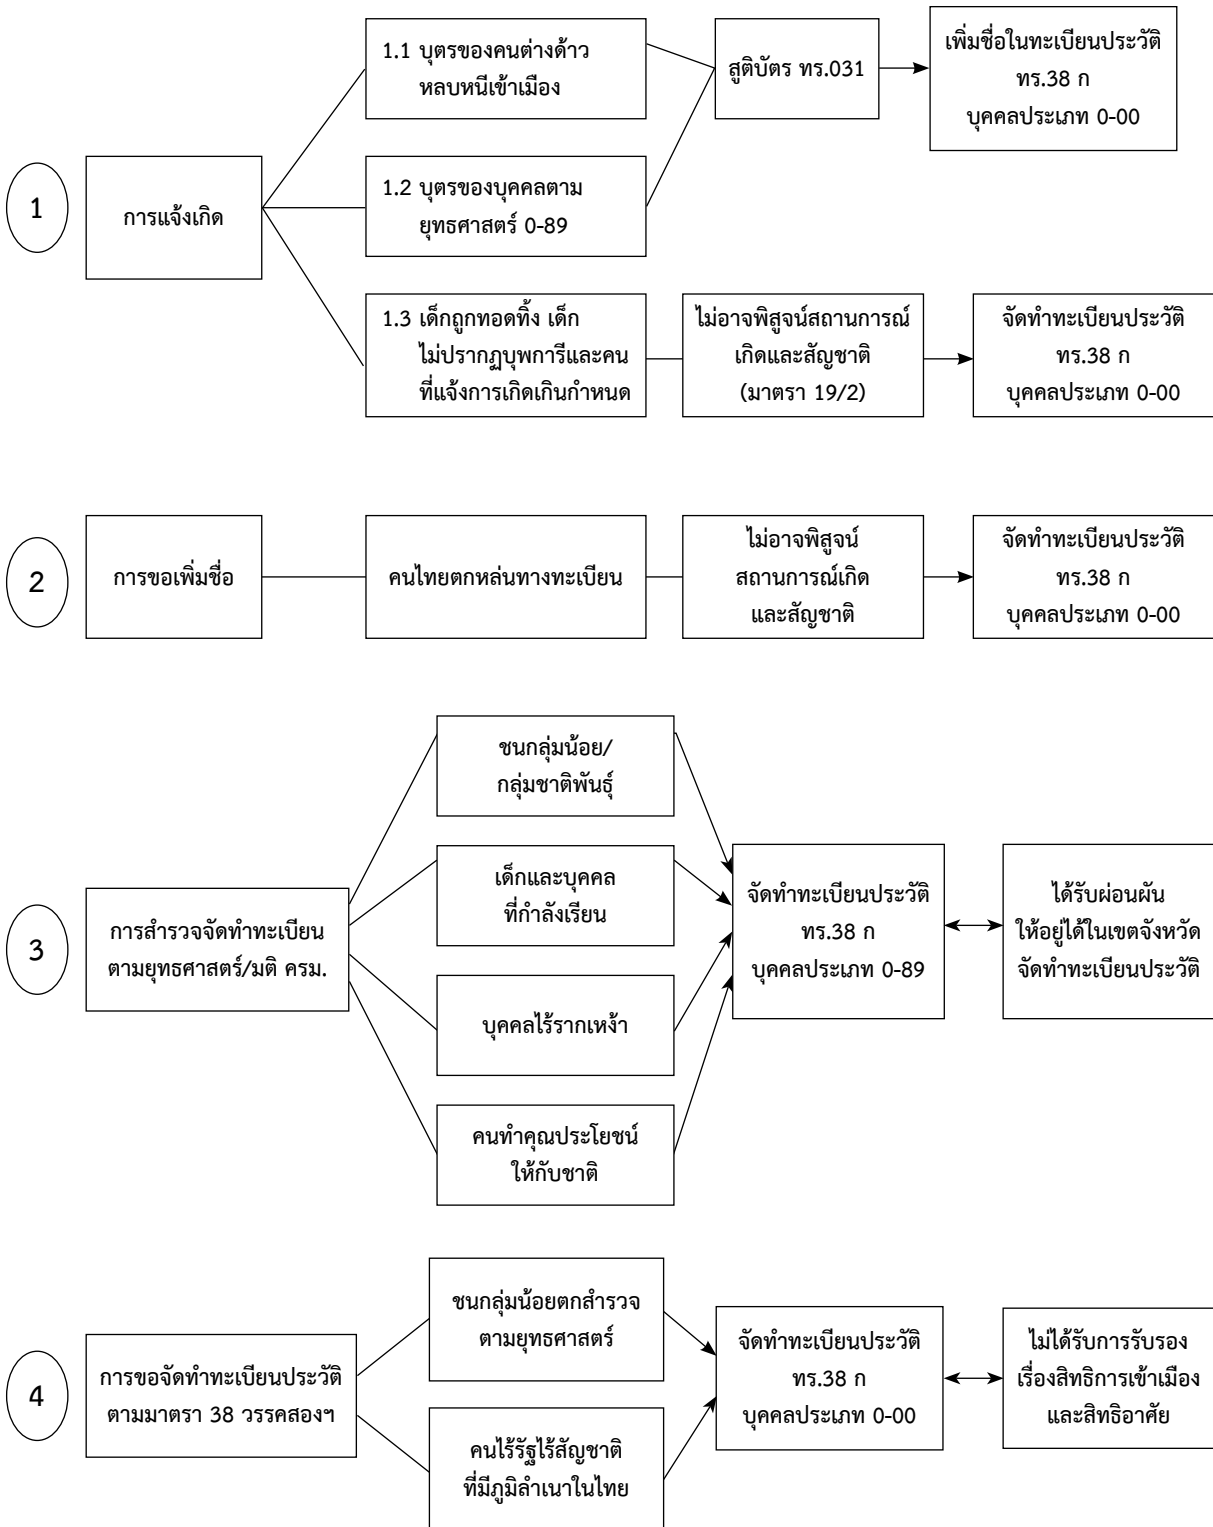 1
การแจ้งเกิด
1.1 บุตรของคนต่างด้าว
หลบหนีเข้าเมือง
1.2 บุตรของบุคคลตาม
ยุทธศาสตร์ 0-89
สูติบัตร ทร.031
เพิ่มชื่อในทะเบียนประวัติ
ทร.38 ก
บุคคลประเภท 0-00
1.3 เด็กถูกทอดทิ้ง เด็ก
ไม่ปรากฏบุพการีและคน
ที่แจ้งการเกิดเกินกำหนด
ไม่อาจพิสูจน์สถานการณ์
เกิดและสัญชาติ
(มาตรา 19/2)
จัดทำทะเบียนประวัติ
ทร.38 ก
บุคคลประเภท 0-00
2
การขอเพิ่มชื่อ
คนไทยตกหล่นทางทะเบียน
ไม่อาจพิสูจน์
สถานการณ์เกิด
และสัญชาติ
จัดทำทะเบียนประวัติ
ทร.38 ก
บุคคลประเภท 0-00
3
การสำรวจจัดทำทะเบียน
ตามยุทธศาสตร์/มติ ครม.
ชนกลุ่มน้อย/
กลุ่มชาติพันธุ์
เด็กและบุคคล
ที่กำลังเรียน
บุคคลไร้รากเหง้า
คนทำคุณประโยชน์
ให้กับชาติ
จัดทำทะเบียนประวัติ
ทร.38 ก
บุคคลประเภท 0-89
ได้รับผ่อนผัน
ให้อยู่ได้ในเขตจังหวัด
จัดทำทะเบียนประวัติ
4
การขอจัดทำทะเบียนประวัติ
ตามมาตรา 38 วรรคสองฯ
ชนกลุ่มน้อยตกสำรวจ
ตามยุทธศาสตร์
คนไร้รัฐไร้สัญชาติ
ที่มีภูมิลำเนาในไทย
จัดทำทะเบียนประวัติ
ทร.38 ก
บุคคลประเภท 0-00
ไม่ได้รับการรับรอง
เรื่องสิทธิการเข้าเมือง
และสิทธิอาศัย